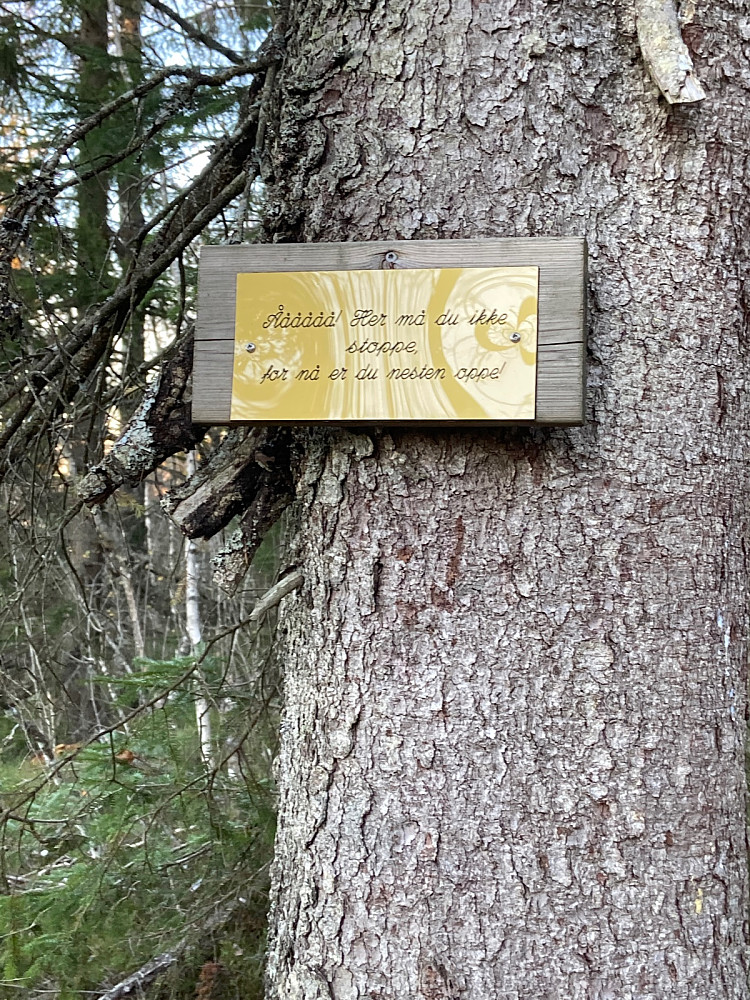 Åååååå! Her må du ikke
stoppe,
for nå er du nesten oppe!